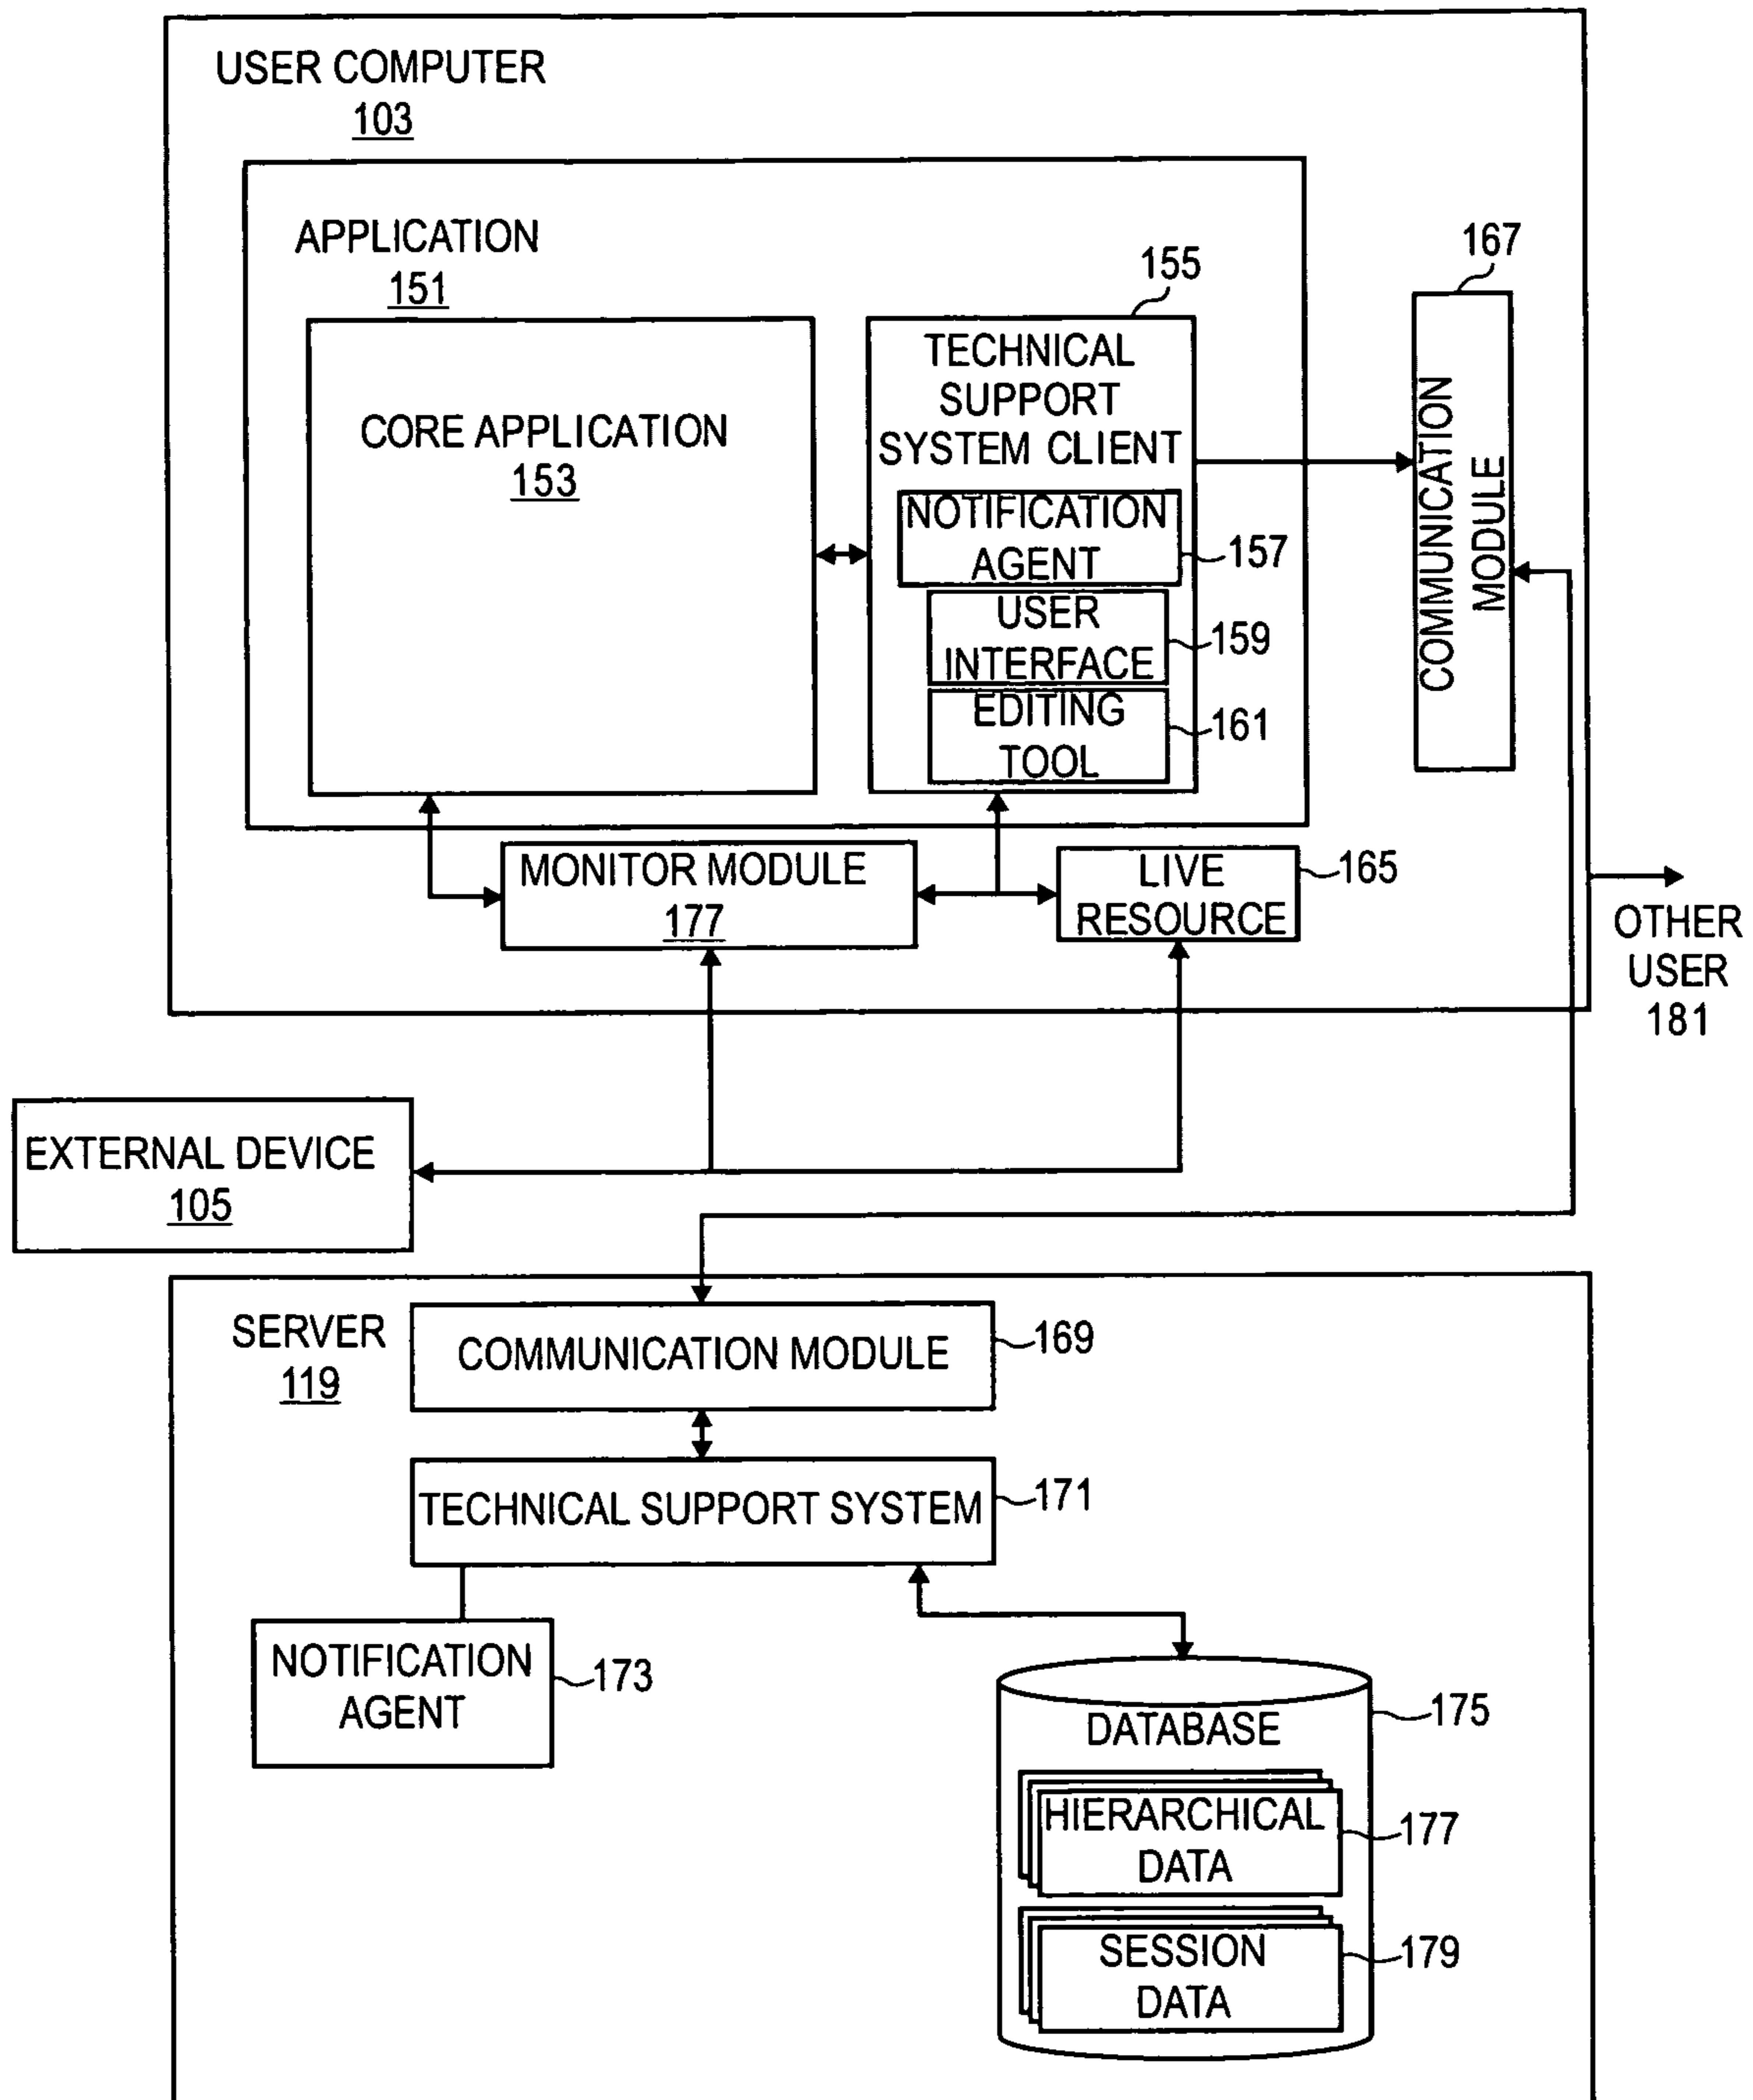 USER COMPUTER
103
APPLICATION
151
CORE APPLICATION
153
155
TECHNICAL
SUPPORT
SYSTEM CLIENT
NOTIFICATION
AGENT
157
USER
INTERFACE
159
EDITING
TOOL
161
167
COMMUNICATION
MODULE
MONITOR MODULE
177
LIVE
RESOURCE
165
OTHER
USER
181
EXTERNAL DEVICE
105
SERVER
119
COMMUNICATION MODULE
169
TECHNICAL SUPPORT SYSTEM
171
NOTIFICATION
AGENT
173
DATABASE
175
HIERARCHICAL
DATA
177
SESSION
DATA
179